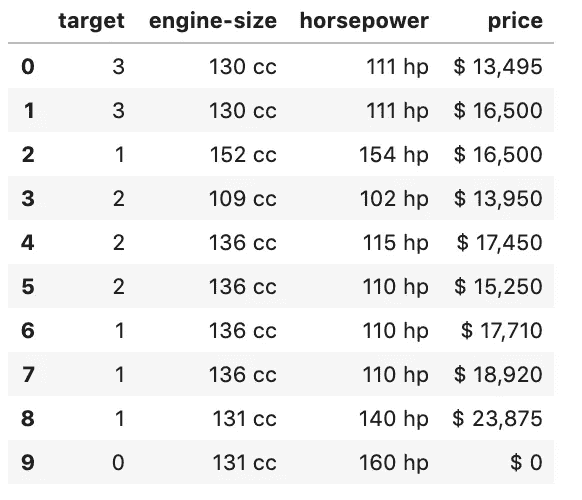 target engine-size horsepower price
0 3 130 cc 111 hp $ 13,495
1 3 130 cc 111 hp $ 16,500
2 1 152 cc 154 hp $ 16,500
3 2 109 cc 102 hp $ 13,950
4 2 136 cc 115 hp $ 17,450
5 2 136 cc 110 hp $ 15,250
6 1 136 cc 110 hp $ 17,710
7 1 136 cc 110 hp $ 18,920
8 1 131 cc 140 hp $ 23,875
9 0 131 cc 160 hp $ 0